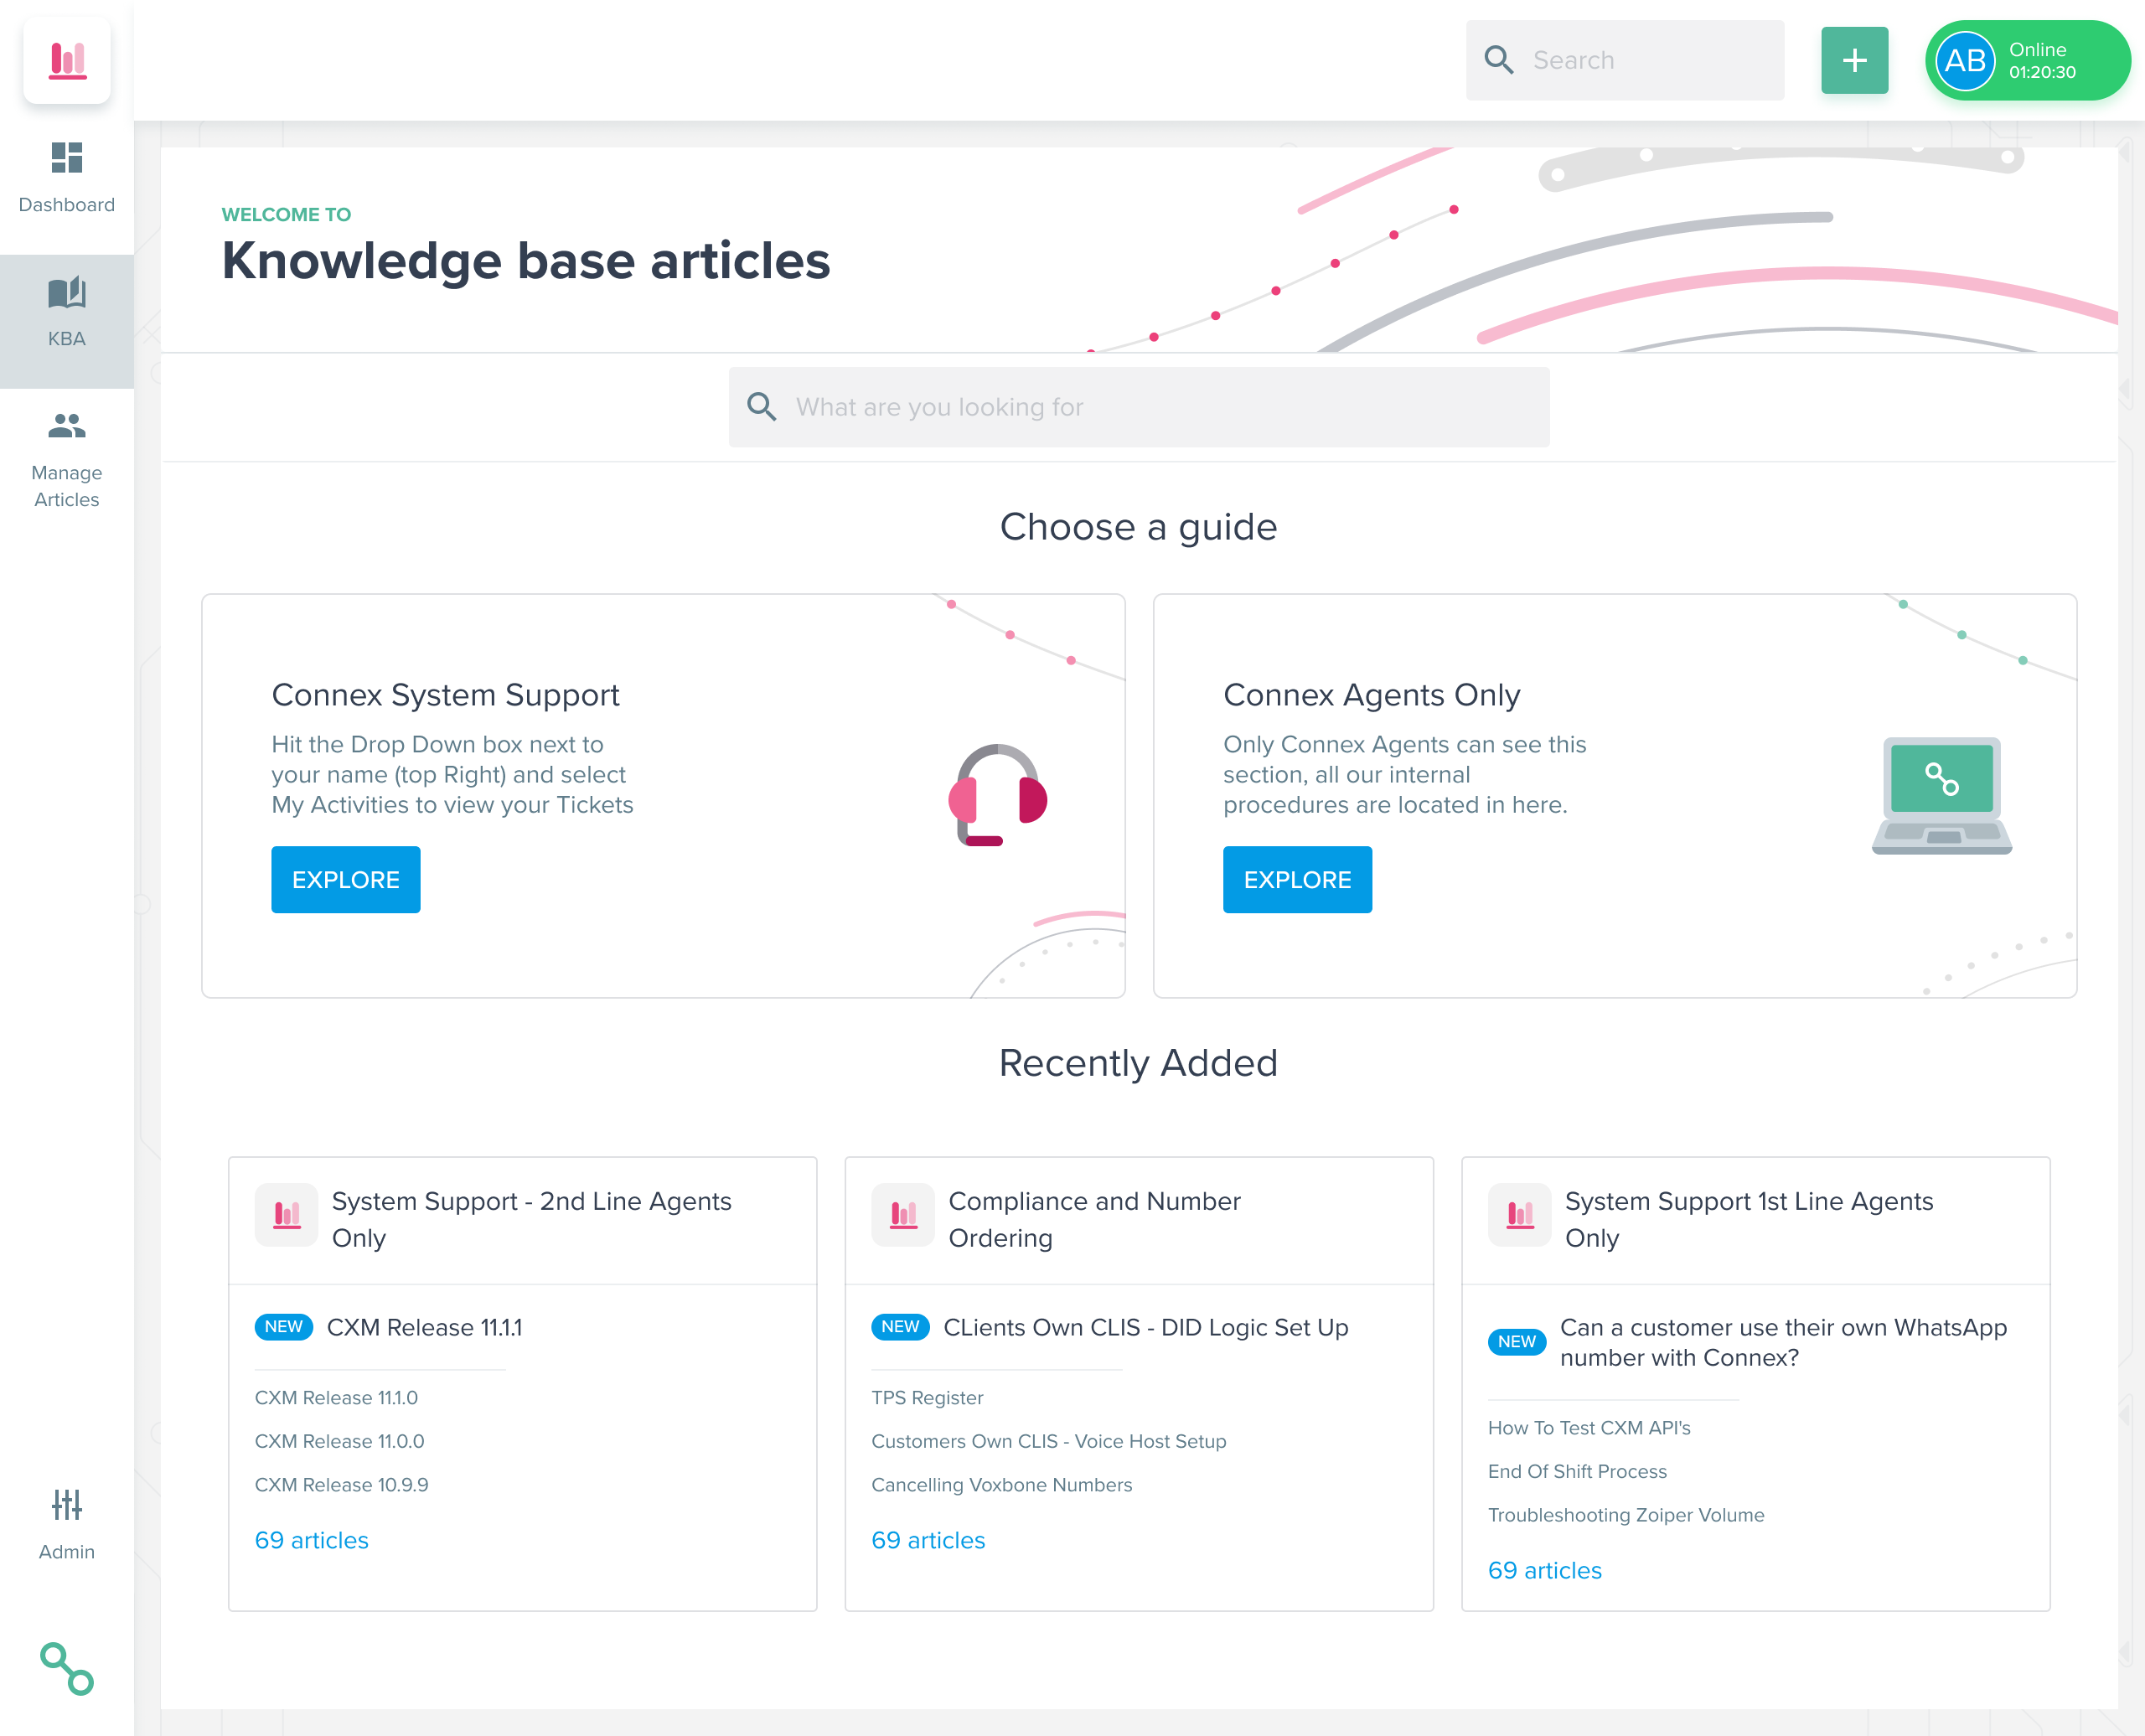 Search
+
AB
Online
01:20:30
Dashboard
KBA
Manage
Articles
Admin
WELCOME TO
Knowledge base articles
What are you looking for
Choose a guide
Connex System Support
Hit the Drop Down box next to
your name (top Right) and select
My Activities to view your Tickets
EXPLORE
Connex Agents Only
Only Connex Agents can see this
section, all our internal
procedures are located in here.
EXPLORE
Recently Added
System Support - 2nd Line Agents
Only
NEW CXM Release 11.1.1
CXM Release 11.1.0
CXM Release 11.0.0
CXM Release 10.9.9
69 articles
Compliance and Number
Ordering
NEW CLients Own CLIS - DID Logic Set Up
TPS Register
Customers Own CLIS - Voice Host Setup
Cancelling Voxbone Numbers
69 articles
System Support 1st Line Agents
Only
NEW Can a customer use their own WhatsApp
number with Connex?
How To Test CXM API's
End Of Shift Process
Troubleshooting Zoiper Volume
69 articles